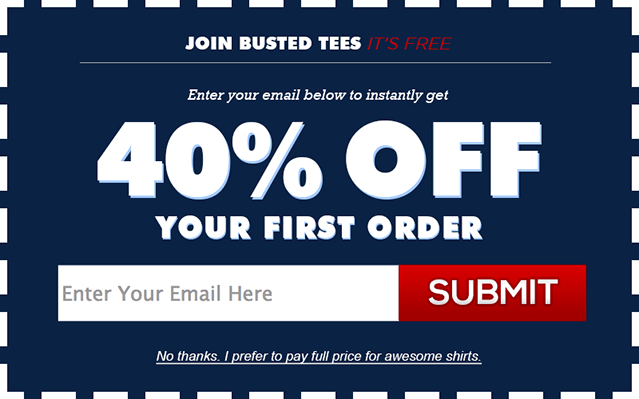 JOIN BUSTED TEES IT'S FREE
Enter your email below to instantly get
40% OFF
YOUR FIRST ORDER
Enter Your Email Here
SUBMIT
No thanks. I prefer to pay full price for awesome shirts.